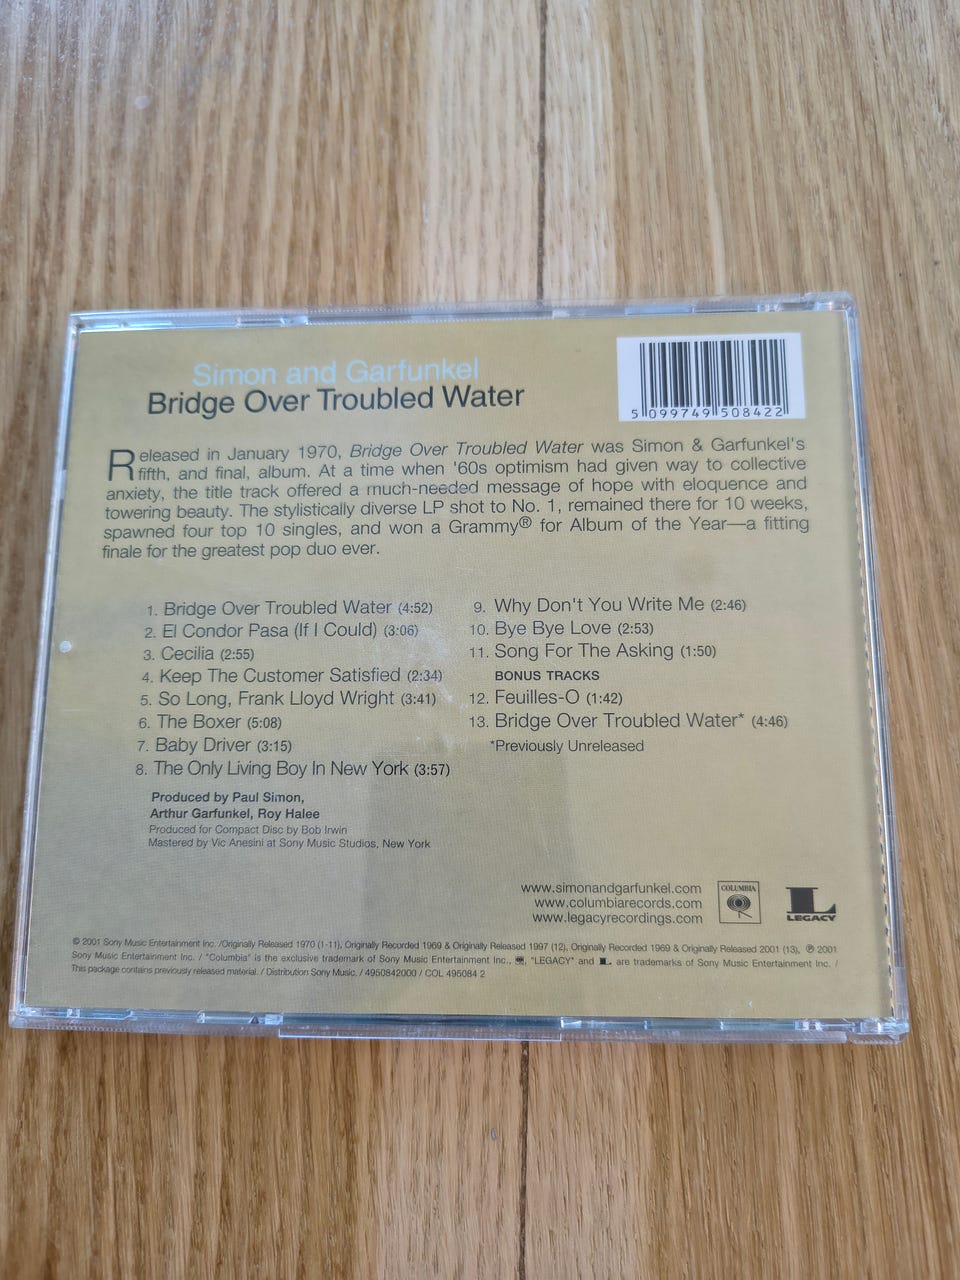 Simon and Garfunkel
Bridge Over Troubled Water
5 099749 508422
Released in January 1970, Bridge Over Troubled Water was Simon & Garfunkel's
fifth, and final, album. At a time when '60s optimism had given way to collective
anxiety, the title track offered a much-needed message of hope with eloquence and
towering beauty. The stylistically diverse LP shot to No. 1, remained there for 10 weeks,
spawned four top 10 singles, and won a Grammy® for Album of the Year—a fitting
finale for the greatest pop duo ever.
1. Bridge Over Troubled Water (4:52)
2. El Condor Pasa (If I Could) (3:06)
3. Cecilia (2:55)
4. Keep The Customer Satisfied (2:34)
5. So Long, Frank Lloyd Wright (3:41)
6. The Boxer (5:08)
7. Baby Driver (3:15)
8. The Only Living Boy In New York (3:57)
9. Why Don't You Write Me (2:46)
10. Bye Bye Love (2:53)
11. Song For The Asking (1:50)
BONUS TRACKS
12. Feuilles-O (1:42)
13. Bridge Over Troubled Water* (4:46)
*Previously Unreleased
Produced by Paul Simon,
Arthur Garfunkel, Roy Halee
Produced for Compact Disc by Bob Irwin
Mastered by Vic Anesini at Sony Music Studios, New York
www.simonandgarfunkel.com
www.columbiarecords.com
www.legacyrecordings.com
COLUMBIA
L
LEGACY
© 2001 Sony Music Entertainment Inc. /Originally Released 1970 (1-11), Originally Recorded 1969 & Originally Released 1997 (12), Originally Recorded 1969 & Originally Released 2001 (13), ℗ 2001
Sony Music Entertainment Inc. / "Columbia" is the exclusive trademark of Sony Music Entertainment Inc., "LEGACY" and L are trademarks of Sony Music Entertainment Inc. /
This package contains previously released material. / Distribution Sony Music. / 4950842000 / COL 495084 2